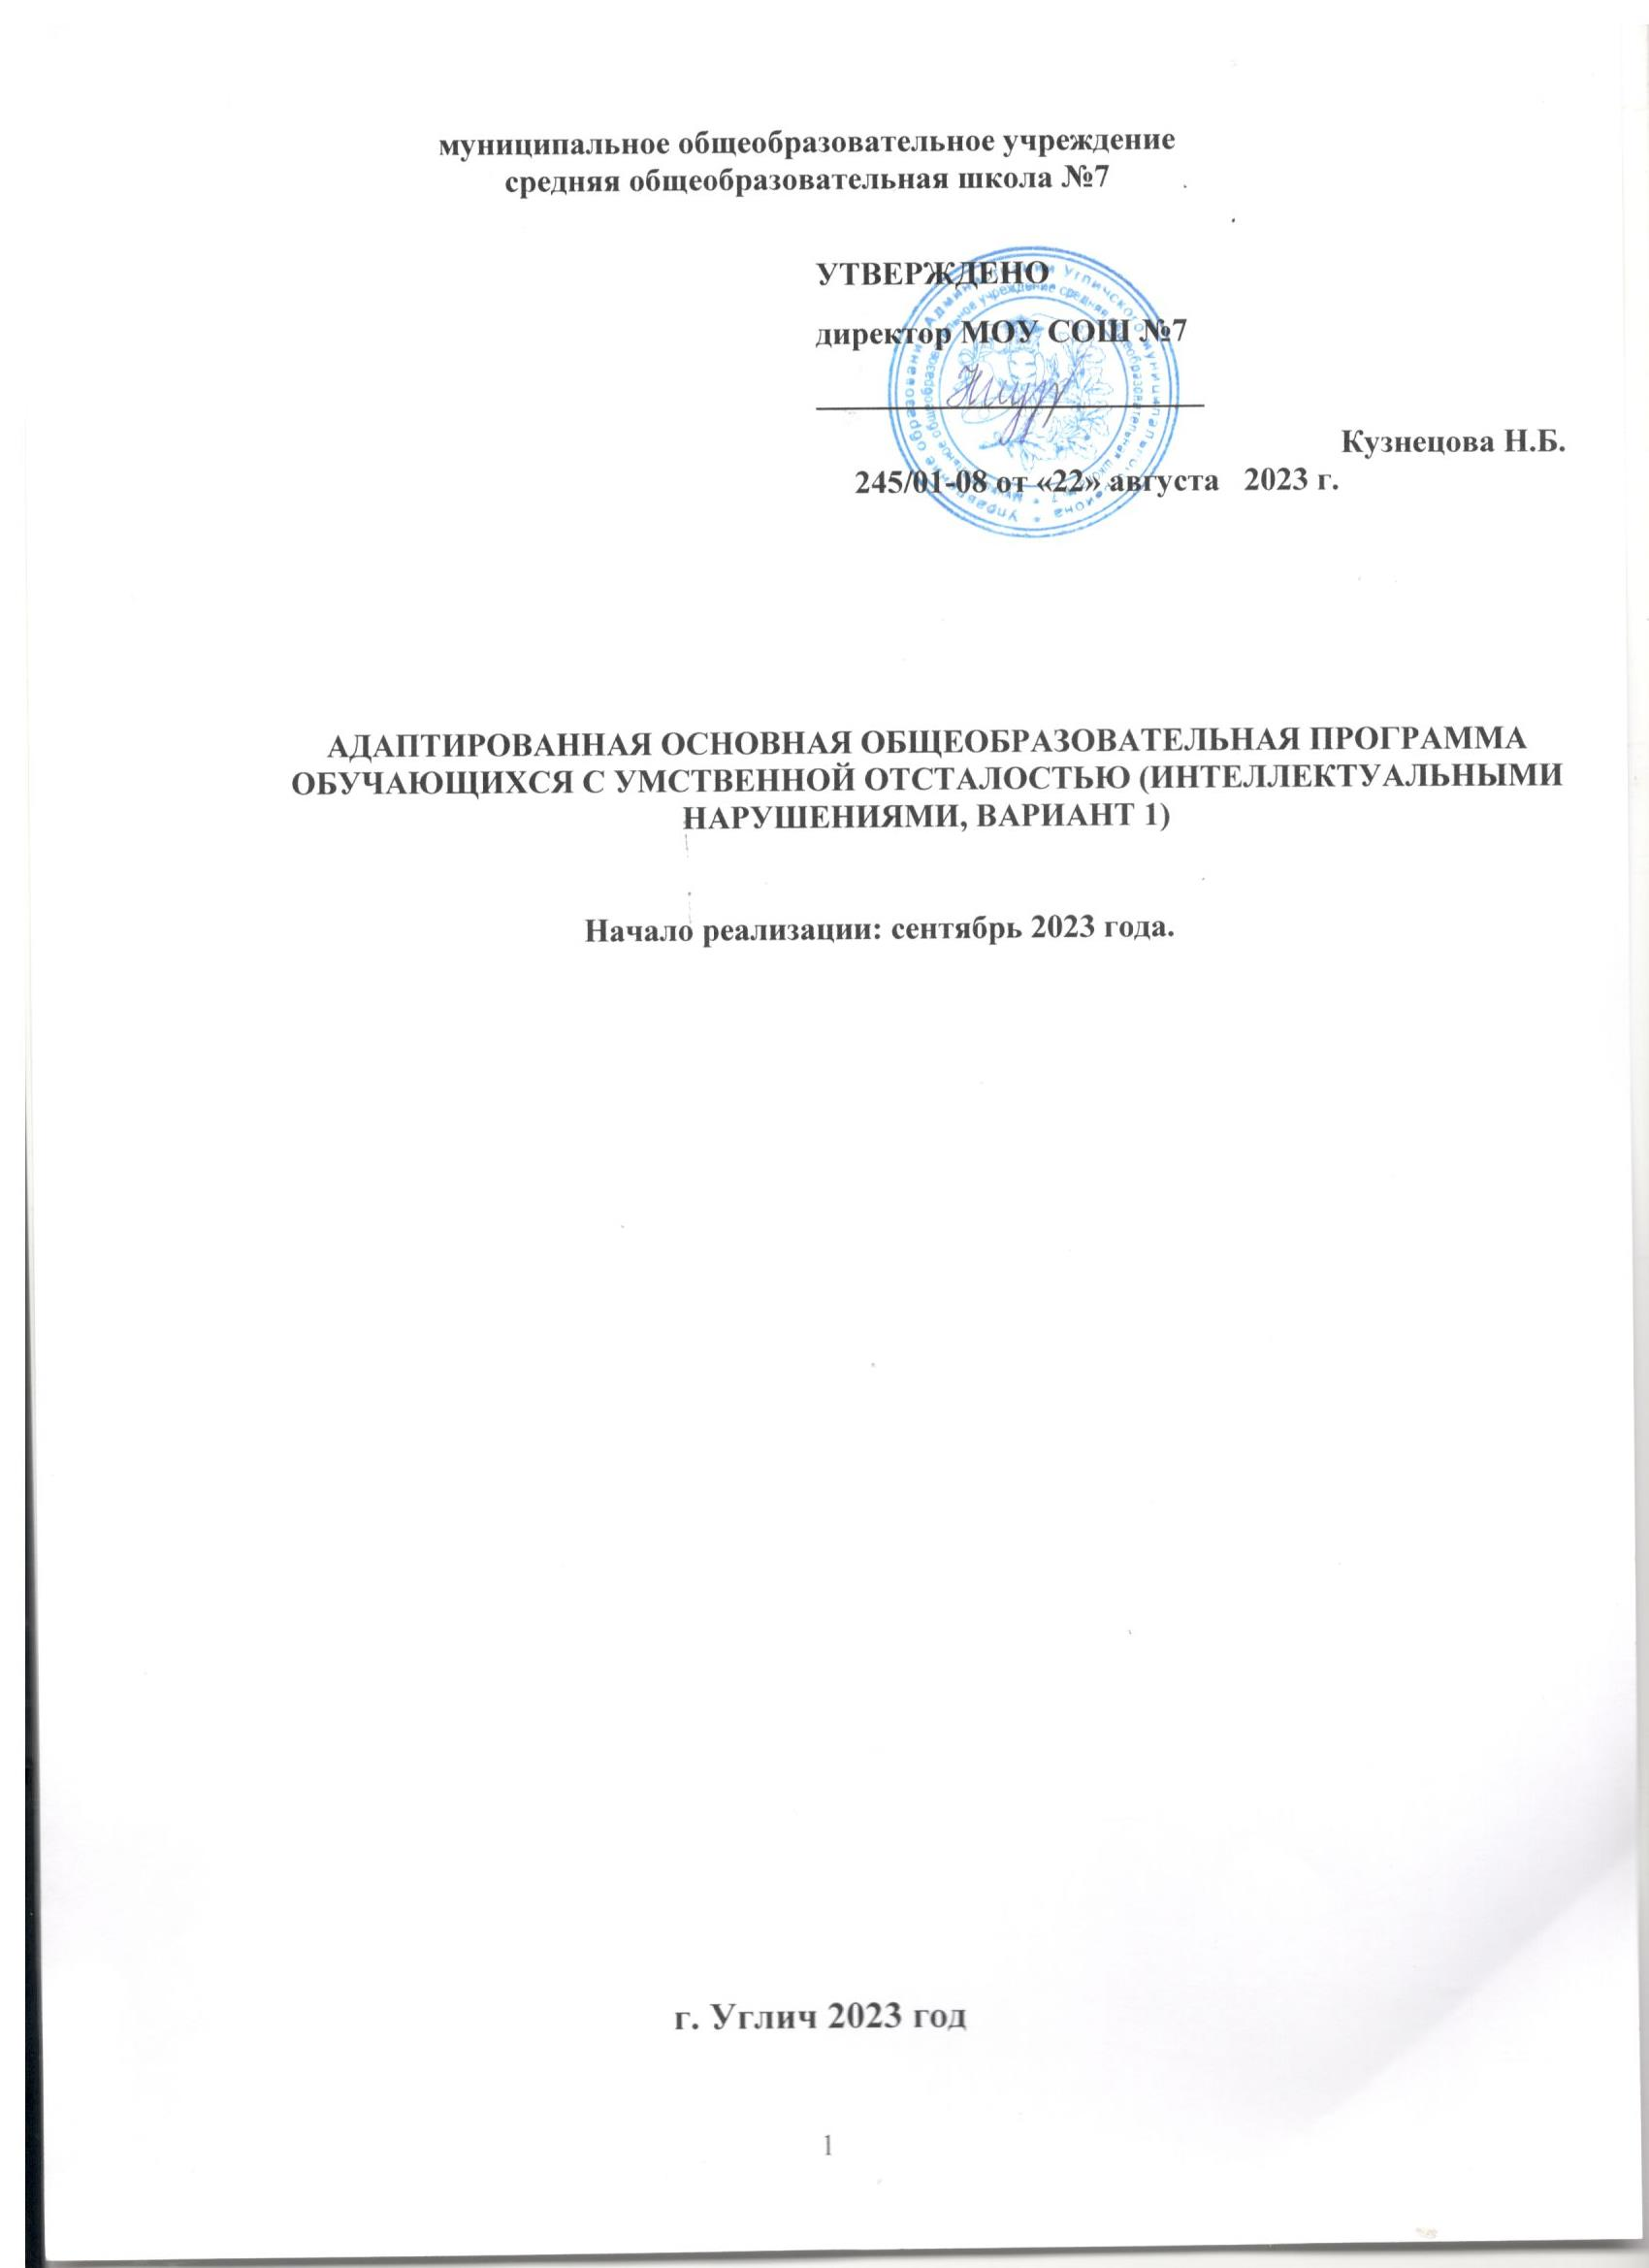 муниципальное общеобразовательное учреждение
средняя общеобразовательная школа №7
УТВЕРЖДЕНО
директор МОУ СОШ №7
Кузнецова Н.Б.
245/01-08 от «22» августа 2023 г.
АДАПТИРОВАННАЯ ОСНОВНАЯ ОБЩЕОБРАЗОВАТЕЛЬНАЯ ПРОГРАММА
ОБУЧАЮЩИХСЯ С УМСТВЕННОЙ ОТСТАЛОСТЬЮ (ИНТЕЛЛЕКТУАЛЬНЫМИ
НАРУШЕНИЯМИ, ВАРИАНТ 1)
Начало реализации: сентябрь 2023 года.
г. Углич 2023 год
1